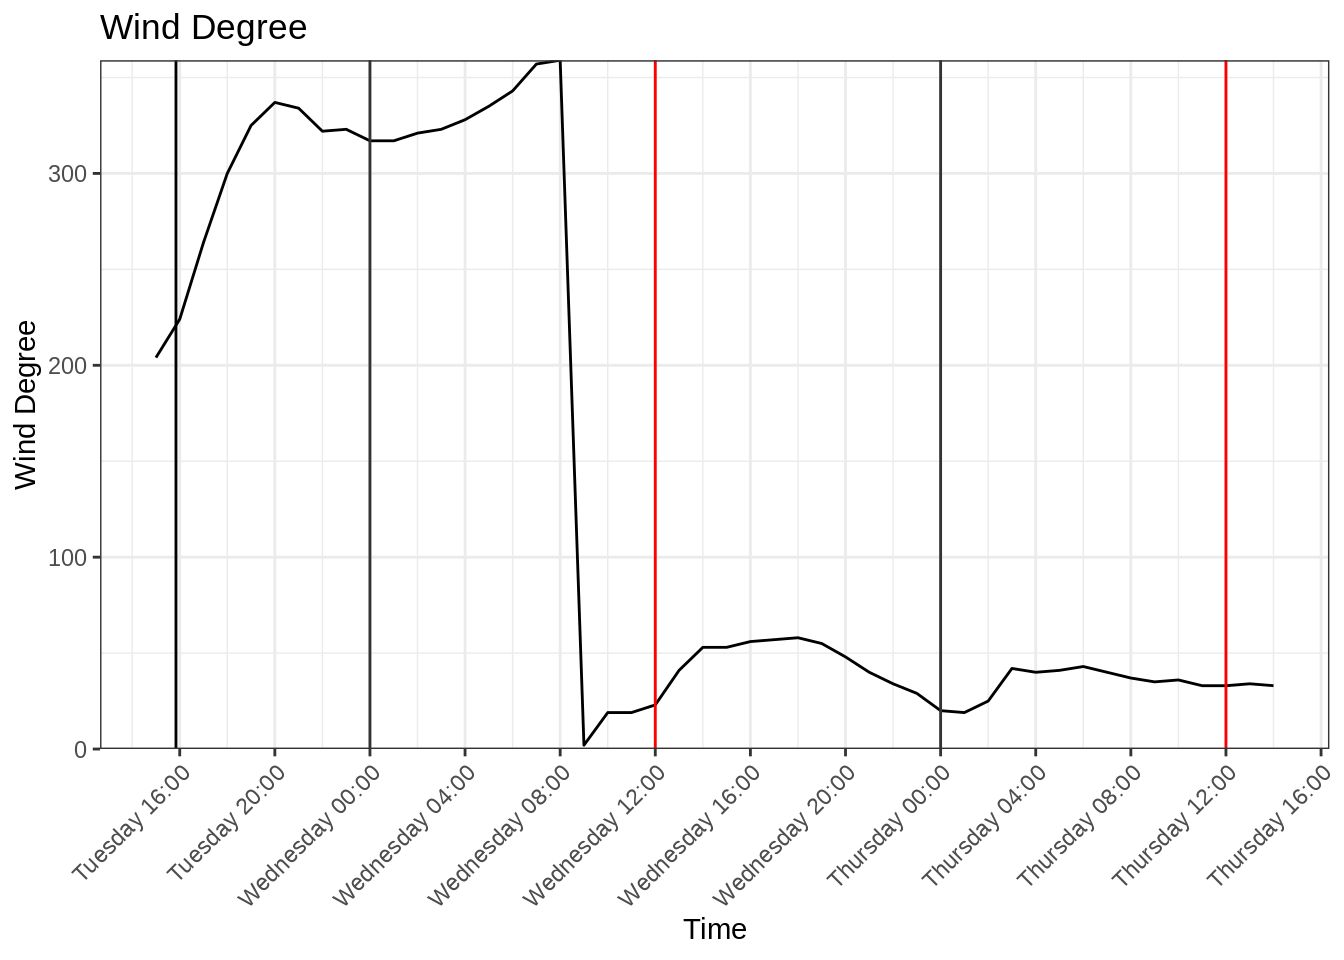 Wind Degree
Wind Degree
300
200
100
0
Tuesday 16:00
Tuesday 20:00
Wednesday 00:00
Wednesday 04:00
Wednesday 08:00
Wednesday 12:00
Wednesday 16:00
Wednesday 20:00
Thursday 00:00
Thursday 04:00
Thursday 08:00
Thursday 12:00
Thursday 16:00
Time